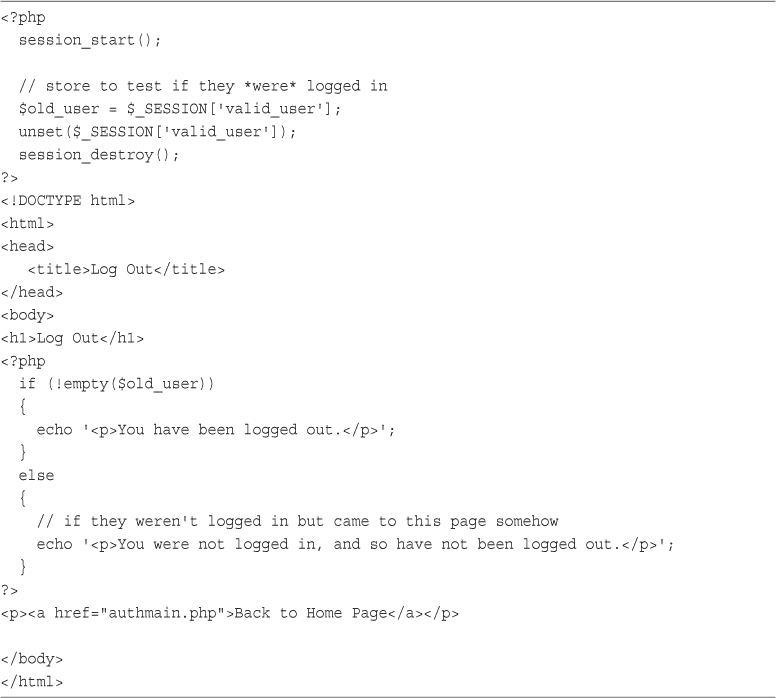 <?php
  session_start();

  // store to test if they *were* logged in
  $old_user = $_SESSION['valid_user'];
  unset($_SESSION['valid_user']);
  session_destroy();
?>
<!DOCTYPE html>
<html>
<head>
   <title>Log Out</title>
</head>
<body>
<h1>Log Out</h1>
<?php
  if (!empty($old_user))
  {
    echo '<p>You have been logged out.</p>';
  }
  else
  {
    // if they weren't logged in but came to this page somehow
    echo '<p>You were not logged in, and so have not been logged out.</p>';
  }
?>
<p><a href="authmain.php">Back to Home Page</a></p>

</body>
</html>